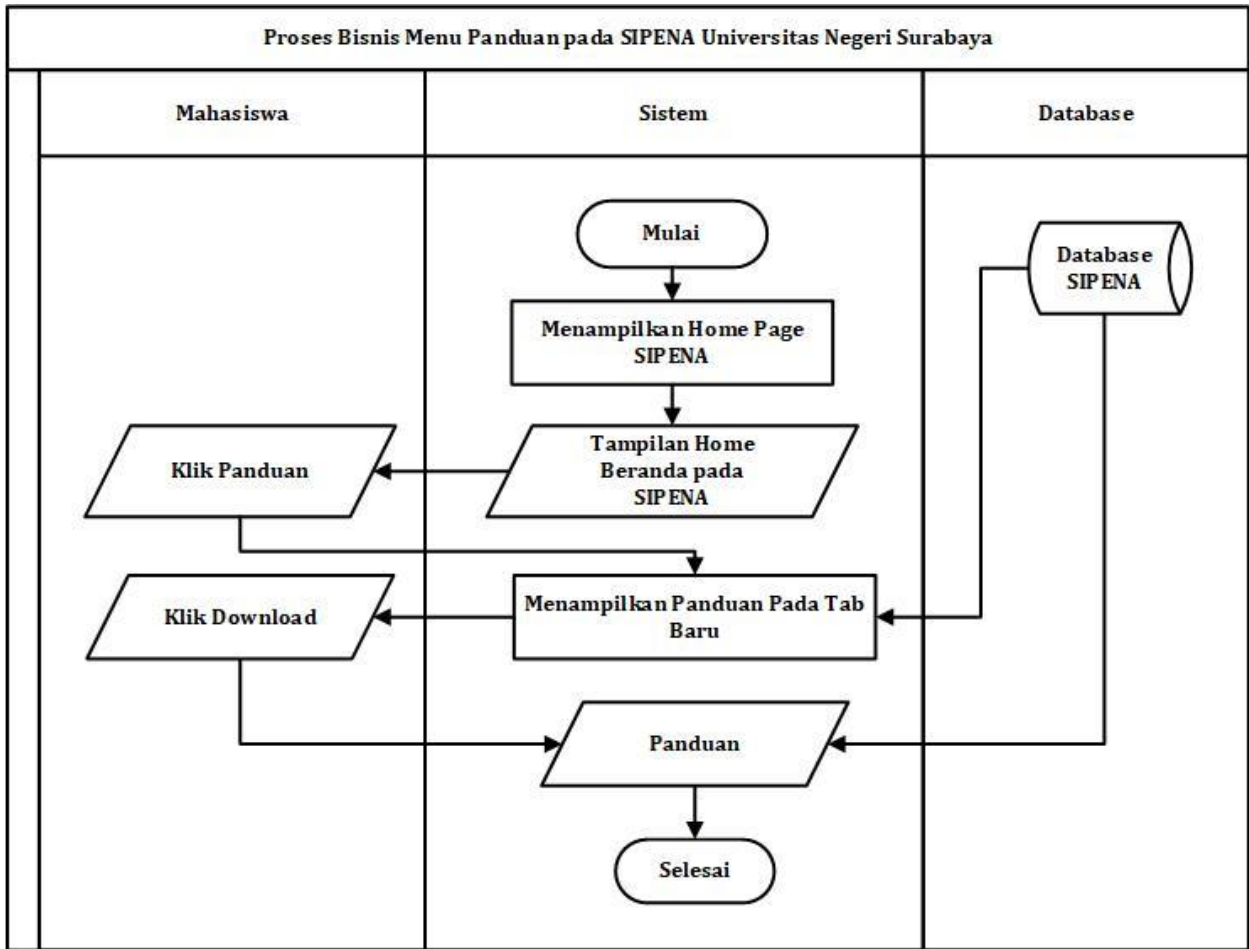 Proses Bisnis Menu Panduan pada SIPENA Universitas Negeri Surabaya
Mahasiswa
Sistem
Database
Mulai
Database
SIPENA
Menampilkan Home Page
SIPENA
Klik Panduan
Tampilan Home
Beranda pada
SIPENA
Klik Download
Menampilkan Panduan Pada Tab
Baru
Panduan
Selesai